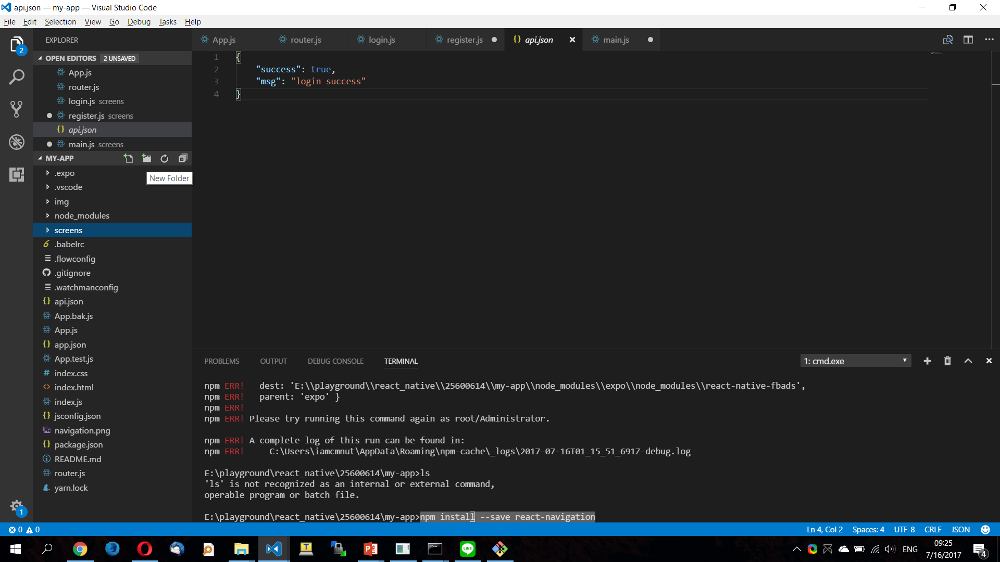 api.json — my-app — Visual Studio Code
File Edit Selection View Go Debug Tasks Help
EXPLORER
App.js router.js login.js register.js {} api.json main.js
2
OPEN EDITORS 2 UNSAVED
App.js
router.js
login.js screens
register.js screens
{} api.json
main.js screens
MY-APP
New Folder
.expo
.vscode
img
node_modules
screens
.babelrc
.flowconfig
.gitignore
.watchmanconfig
{} api.json
App.bak.js
App.js
{} app.json
App.test.js
# index.css
<> index.html
index.js
{} jsconfig.json
navigation.png
{} package.json
README.md
router.js
yarn.lock
1
1 {
2 "success": true,
3 "msg": "login success"
4 }
PROBLEMS OUTPUT DEBUG CONSOLE TERMINAL 1: cmd.exe
npm ERR! dest: 'E:\\playground\\react_native\\25600614\\my-app\\node_modules\\expo\\node_modules\\react-native-fbads',
npm ERR! parent: 'expo' }
npm ERR!
npm ERR! Please try running this command again as root/Administrator.
npm ERR! A complete log of this run can be found in:
npm ERR! C:\Users\iamcmnut\AppData\Roaming\npm-cache\_logs\2017-07-16T01_15_51_691Z-debug.log
E:\playground\react_native\25600614\my-app>ls
'ls' is not recognized as an internal or external command,
operable program or batch file.
E:\playground\react_native\25600614\my-app>npm install --save react-navigation
0 0 Ln 4, Col 2 Spaces: 4 UTF-8 CRLF JSON
T LINE ENG 09:25
7/16/2017 4